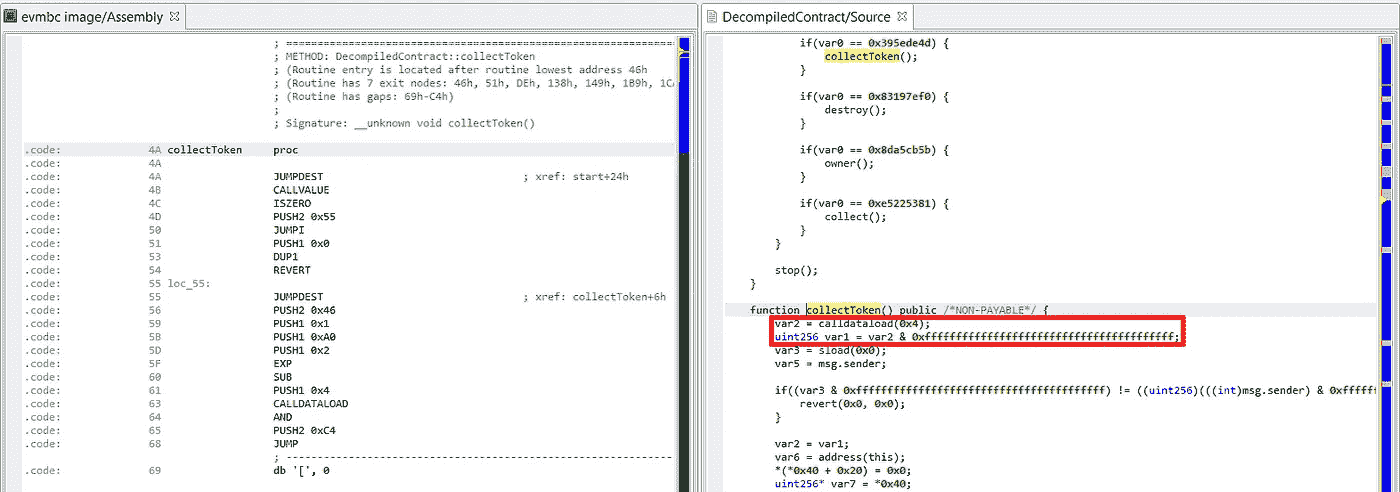 evmbc image/Assembly
; ======================================================================
; METHOD: DecompiledContract::collectToken
; (Routine entry is located after routine lowest address 46h
; (Routine has 7 exit nodes: 46h, 51h, DEh, 138h, 149h, 1B9h,
; (Routine has gaps: 69h-C4h)
;
; Signature: __unknown void collectToken()
.code: 4A collectToken proc
.code: 4A
.code: 4A JUMPDEST ; xref: start+24h
.code: 4B CALLVALUE
.code: 4C ISZERO
.code: 4D PUSH2 0x55
.code: 50 JUMPI
.code: 51 PUSH1 0x0
.code: 53 DUP1
.code: 54 REVERT
.code: 55 loc_55:
.code: 55 JUMPDEST ; xref: collectToken+6h
.code: 56 PUSH2 0x46
.code: 59 PUSH1 0x1
.code: 5B PUSH1 0xA0
.code: 5D PUSH1 0x2
.code: 5F EXP
.code: 60 SUB
.code: 61 PUSH1 0x4
.code: 63 CALLDATALOAD
.code: 64 AND
.code: 65 PUSH2 0xC4
.code: 68 JUMP
; ----------------------------------------------------------------------
.code: 69 db '[', 0
DecompiledContract/Source
if(var0 == 0x395ede4d) {
collectToken();
}
if(var0 == 0x83197ef0) {
destroy();
}
if(var0 == 0x8da5cb5b) {
owner();
}
if(var0 == 0xe5225381) {
collect();
}
}
stop();
}
function collectToken() public /*NON-PAYABLE*/ {
var2 = calldataload(0x4);
uint256 var1 = var2 & 0xffffffffffffffffffffffffffffffffffffffff;
var3 = sload(0x0);
var5 = msg.sender;
if((var3 & 0xffffffffffffffffffffffffffffffffffffffff) != ((uint256)(((int)msg.sender) & 0xffffff
revert(0x0, 0x0);
}
var2 = var1;
var6 = address(this);
*(*0x40 + 0x20) = 0x0;
uint256* var7 = *0x40;